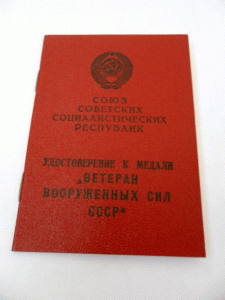 СОЮЗ
СОВЕТСКИХ
СОЦИАЛИСТИЧЕСКИХ
РЕСПУБЛИК
УДОСТОВЕРЕНИЕ К МЕДАЛИ
„ВЕТЕРАН
ВООРУЖЕННЫХ СИЛ
СССР“